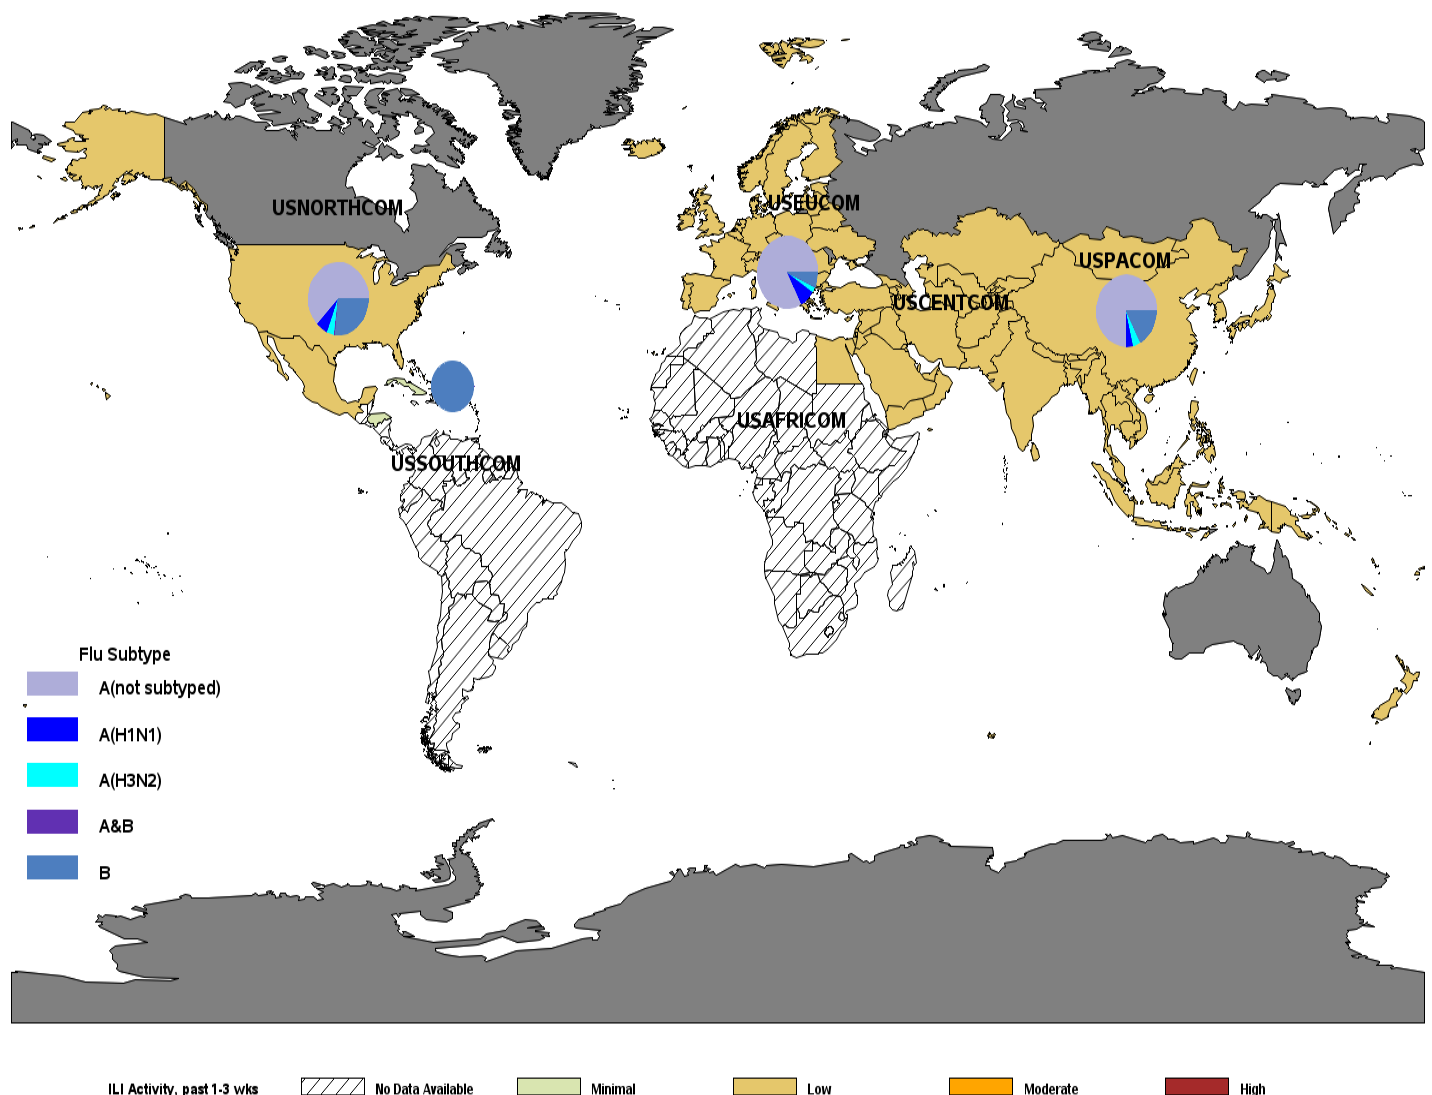 USNORTHCOM
USEUCOM
USPACOM
USCENTCOM
USAFRICOM
USSOUTHCOM
Flu Subtype
A(not subtyped)
A(H1N1)
A(H3N2)
A&B
B
ILI Activity, past 1-3 wks No Data Available Minimal Low Moderate High